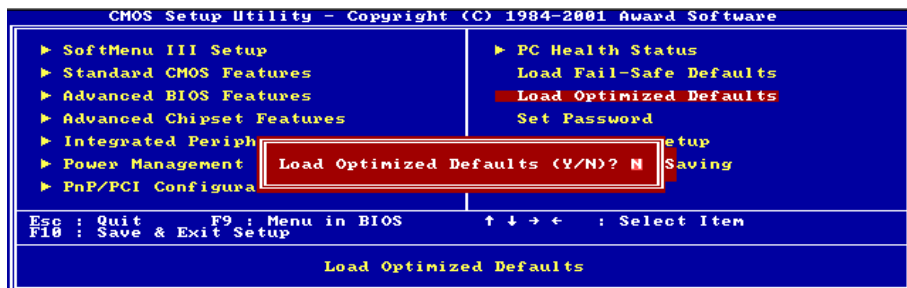 CMOS Setup Utility - Copyright (C) 1984-2001 Award Software
► SoftMenu III Setup
► Standard CMOS Features
► Advanced BIOS Features
► Advanced Chipset Features
► Integrated Periph
► Power Management
► PnP/PCI Configura
► PC Health Status
Load Fail-Safe Defaults
Load Optimized Defaults
Set Password
etup
Saving
Load Optimized Defaults (Y/N)? N
Esc : Quit F9 : Menu in BIOS ↑ ↓ → ← : Select Item
F10 : Save & Exit Setup
Load Optimized Defaults